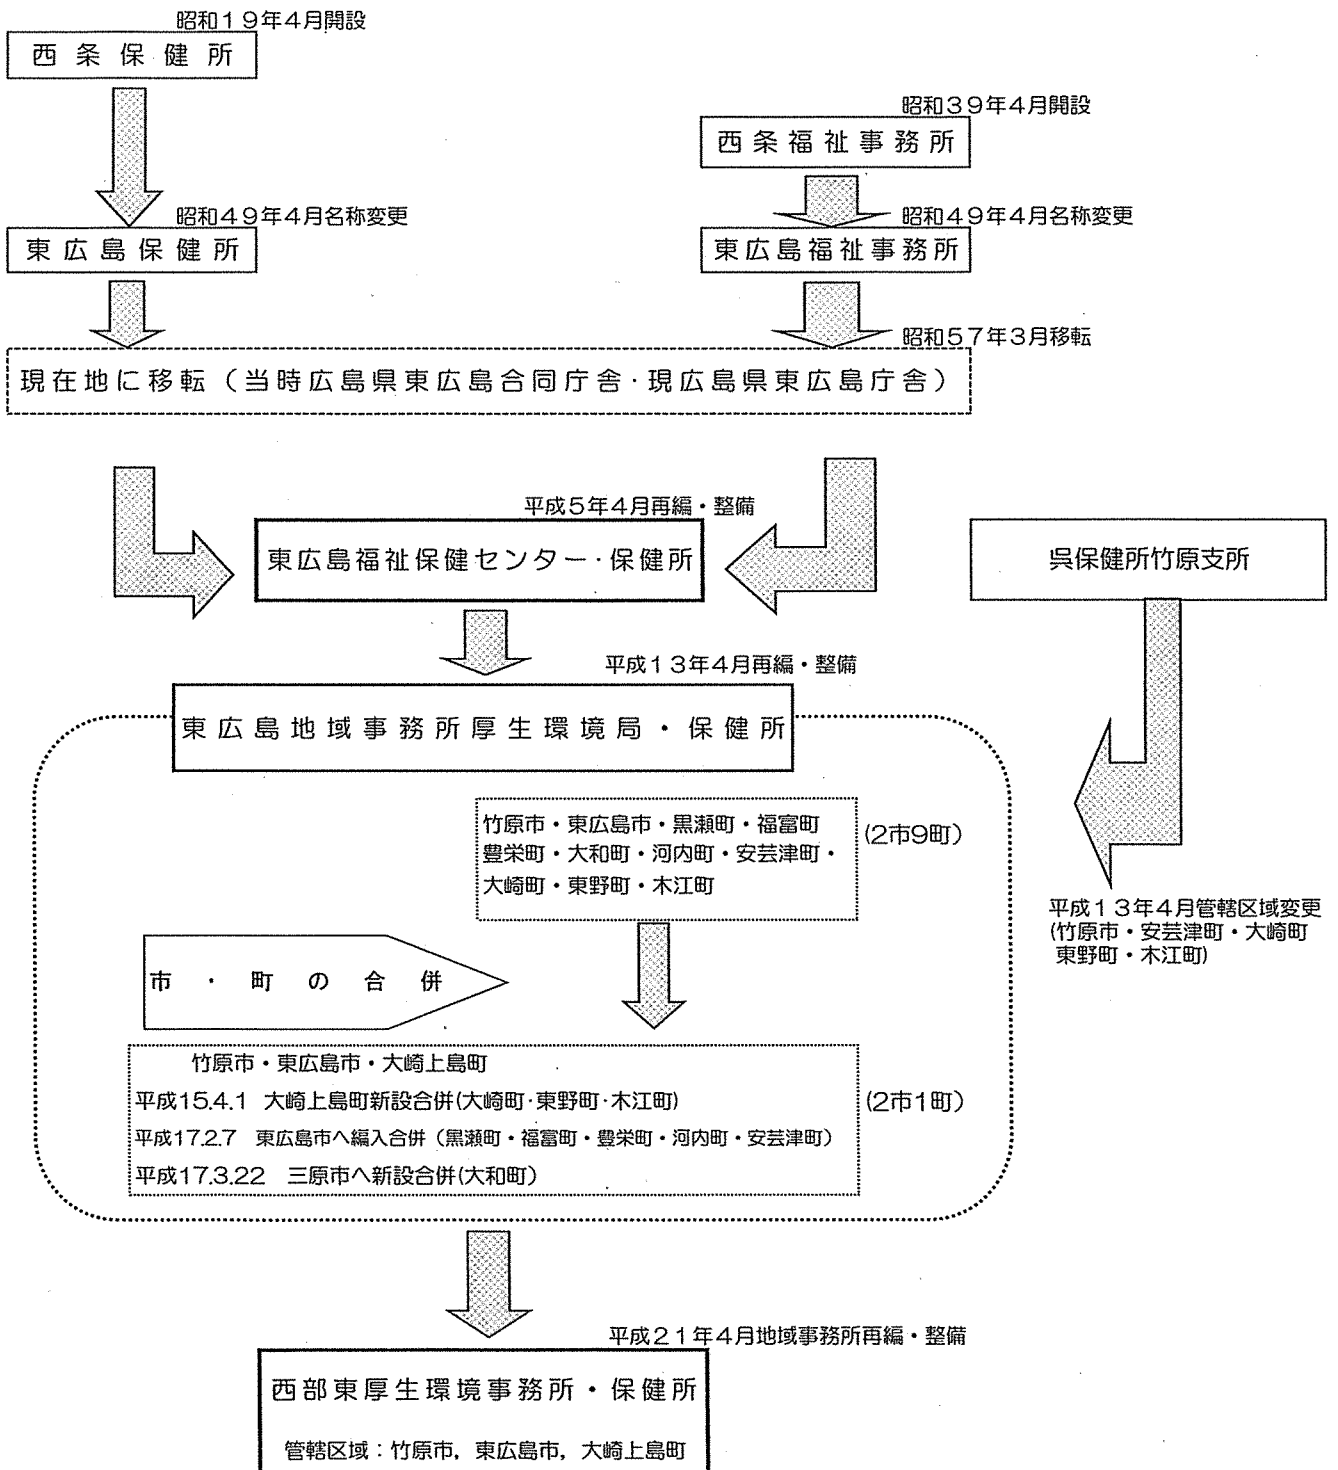 昭和19年4月開設
西条保健所
昭和39年4月開設
西条福祉事務所
昭和49年4月名称変更
東広島保健所
昭和49年4月名称変更
東広島福祉事務所
昭和57年3月移転
現在地に移転（当時広島県東広島合同庁舎・現広島県東広島庁舎）
平成5年4月再編・整備
東広島福祉保健センター・保健所
呉保健所竹原支所
平成13年4月再編・整備
東広島地域事務所厚生環境局・保健所
竹原市・東広島市・黒瀬町・福富町
豊栄町・大和町・河内町・安芸津町・
大崎町・東野町・木江町
(2市9町)
平成13年4月管轄区域変更
(竹原市・安芸津町・大崎町
東野町・木江町)
市・町の合併
竹原市・東広島市・大崎上島町
平成15.4.1 大崎上島町新設合併(大崎町・東野町・木江町)
平成17.2.7 東広島市へ編入合併（黒瀬町・福富町・豊栄町・河内町・安芸津町）
平成17.3.22 三原市へ新設合併(大和町)
(2市1町)
平成21年4月地域事務所再編・整備
西部東厚生環境事務所・保健所
管轄区域：竹原市，東広島市，大崎上島町